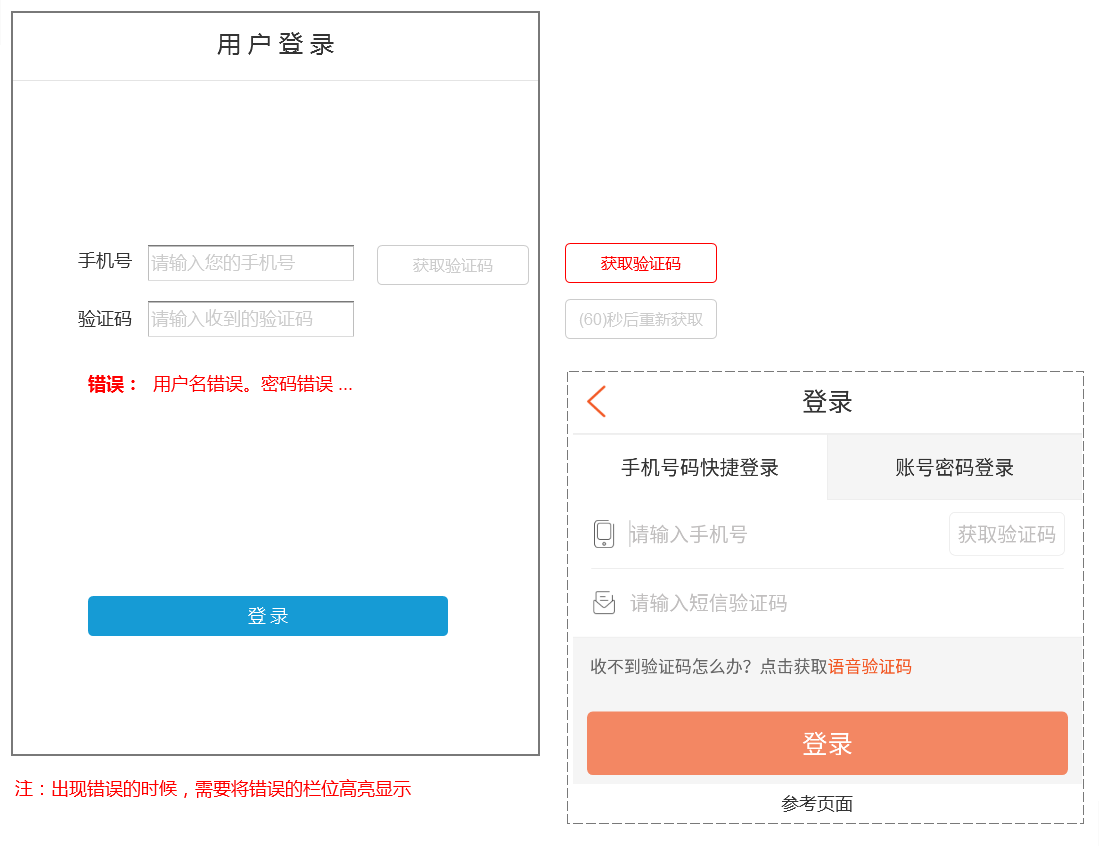 用户登录
手机号 请输入您的手机号 获取验证码
验证码 请输入收到的验证码
错误： 用户名错误。密码错误 ...
登录
注：出现错误的时候，需要将错误的栏位高亮显示
获取验证码
(60)秒后重新获取
登录
手机号码快捷登录 账号密码登录
请输入手机号 获取验证码
请输入短信验证码
收不到验证码怎么办？点击获取语音验证码
登录
参考页面